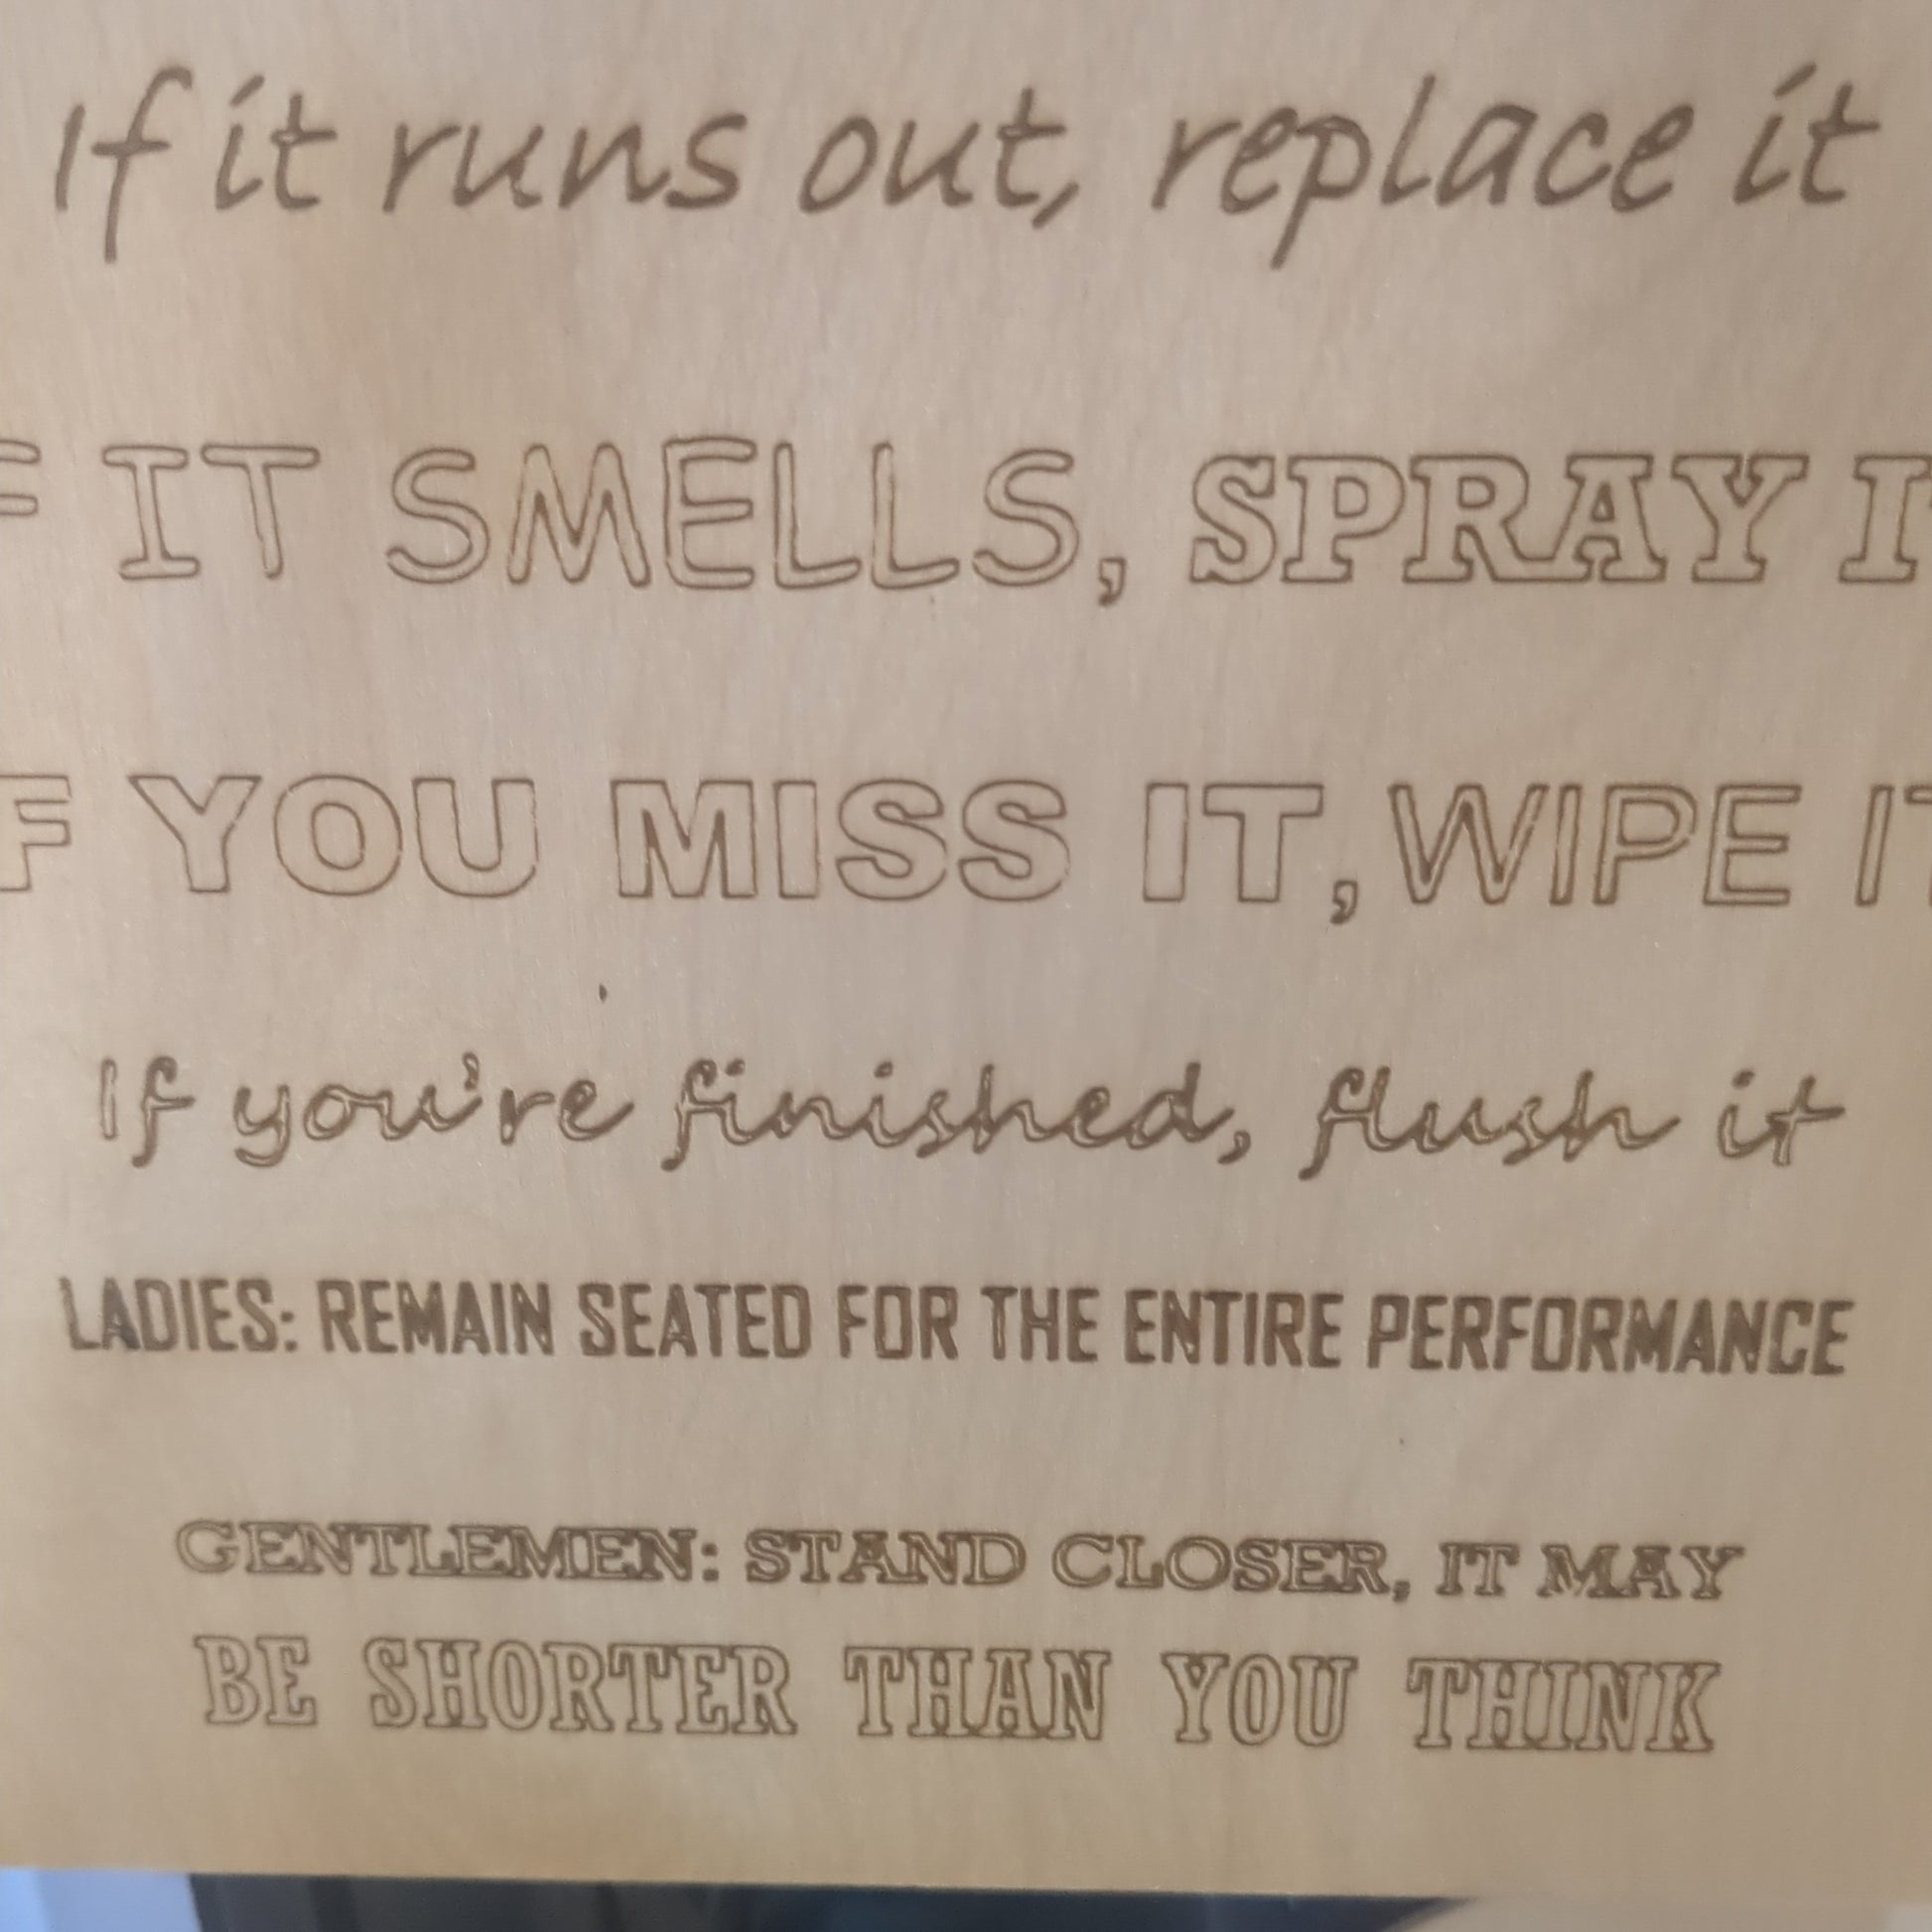 If it runs out, replace it
F IT SMELLS, SPRAY I
F YOU MISS IT, WIPE IT
If you're finished, flush it
LADIES: REMAIN SEATED FOR THE ENTIRE PERFORMANCE
GENTLEMEN: STAND CLOSER, IT MAY
BE SHORTER THAN YOU THINK